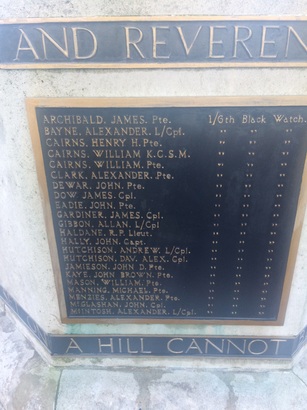 AND REVEREN
ARCHIBALD, JAMES, Pte. 1/6th Black Watch.
BAYNE, ALEXANDER, L/Cpl. " " "
CAIRNS, HENRY H. Pte. " " "
CAIRNS, WILLIAM K. C.S.M. " " "
CAIRNS, WILLIAM, Pte. " " "
CLARK, ALEXANDER, Pte. " " "
DEWAR, JOHN, Pte. " " "
DOW JAMES, Cpl. " " "
EADIE, JOHN, Pte. " " "
GARDINER, JAMES, Cpl. " " "
GIBBON, ALLAN, L/Cpl " " "
HALDANE, R.P. Lieut. " " "
HALLY, JOHN, Capt. " " "
HUTCHISON, ANDREW, L/Cpl. " " "
HUTCHISON, DAV. ALEX. Cpl. " " "
JAMIESON, JOHN D. Pte. " " "
KAYE, JOHN BROWN, Pte. " " "
MASON, WILLIAM, Pte. " " "
MANNING, MICHAEL, Pte. " " "
MENZIES, ALEXANDER, Pte. " " "
McGLASHAN, JOHN, Cpl. " " "
McINTOSH, ALEXANDER, L/Cpl. " " "
A HILL CANNOT